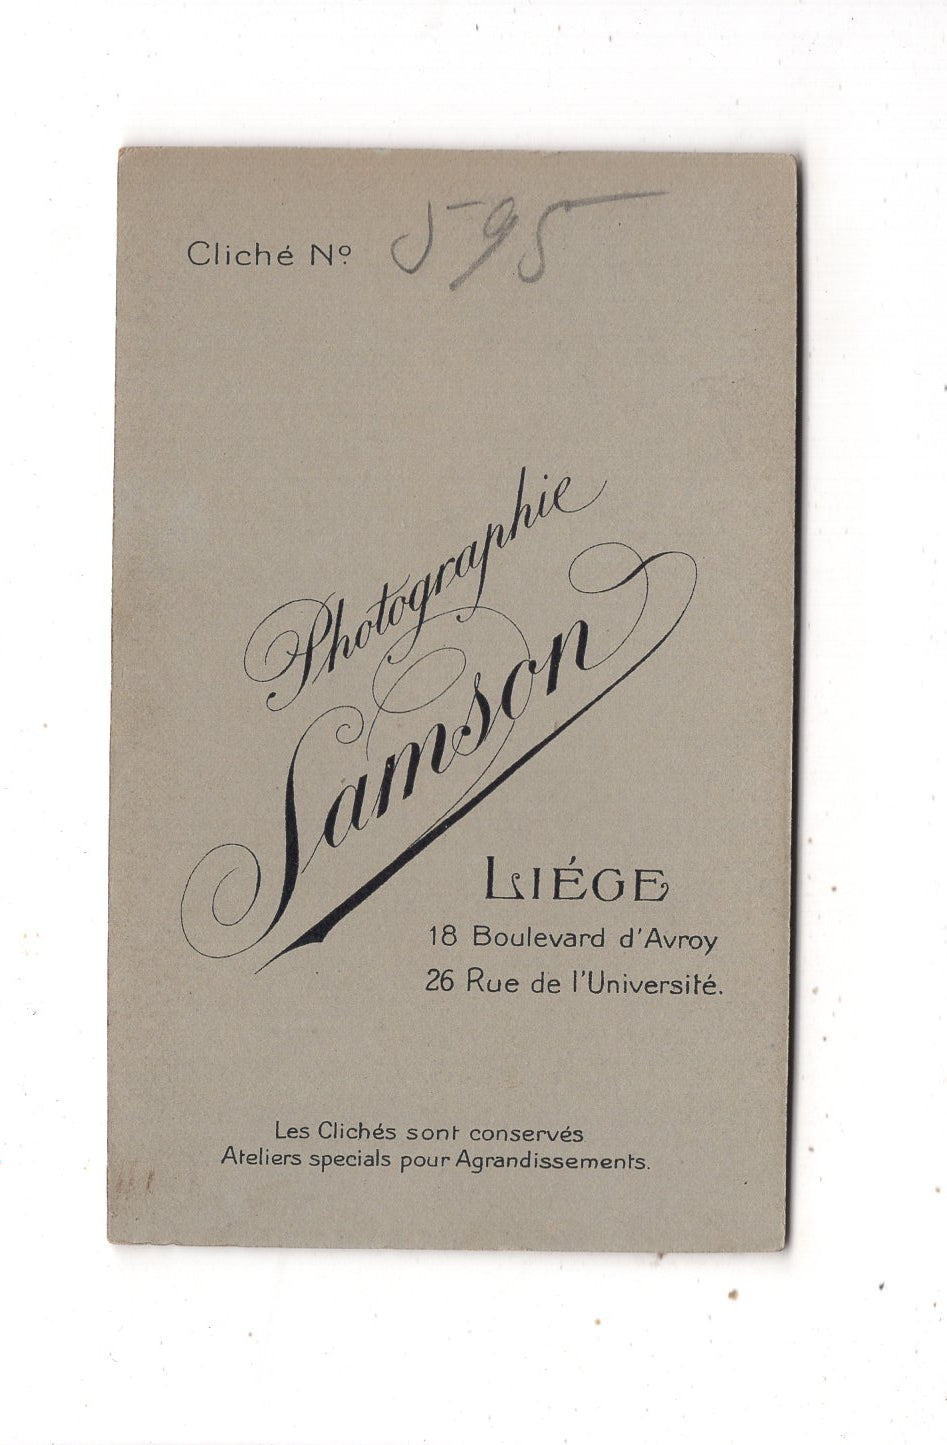 Cliché Nº 595
Photographie
Samson
LIÉGE
18 Boulevard d'Avroy
26 Rue de l'Université.
Les Clichés sont conservés
Ateliers specials pour Agrandissements.